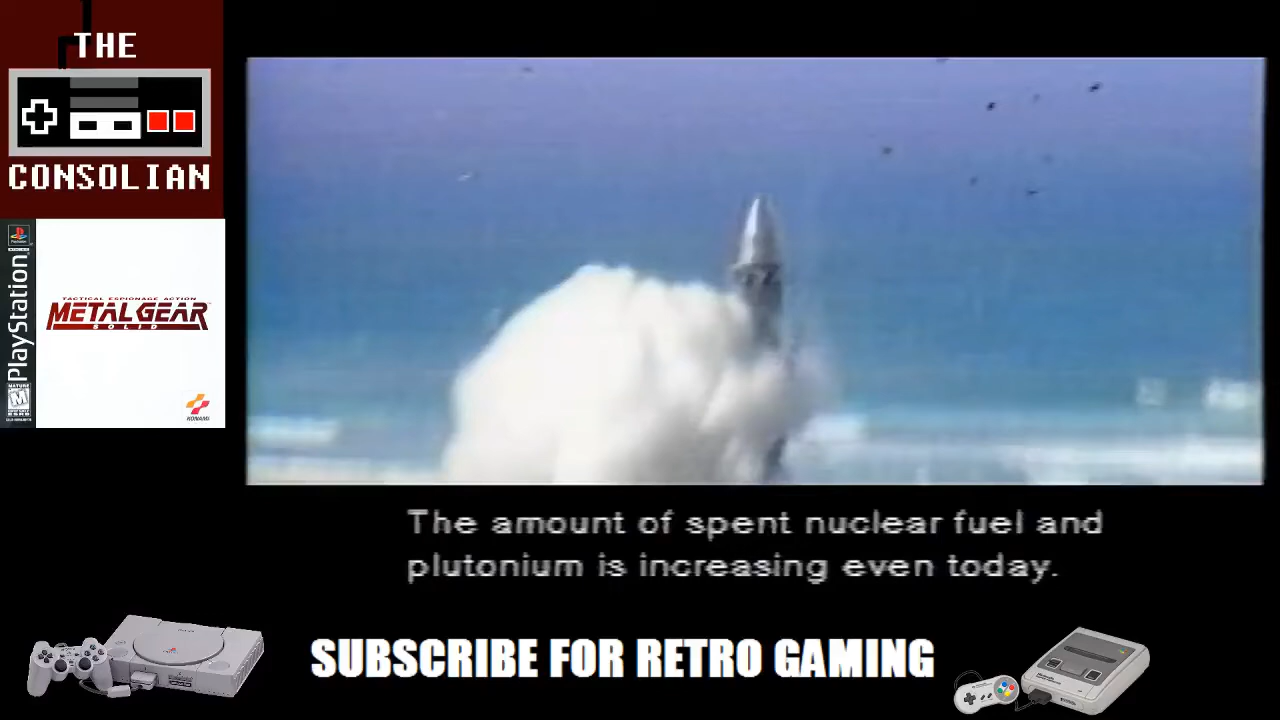 THE
CONSOLIAN
PlayStation
TACTICAL ESPIONAGE ACTION
METAL GEAR
SOLID
KONAMI
The amount of spent nuclear fuel and
plutonium is increasing even today.
SUBSCRIBE FOR RETRO GAMING